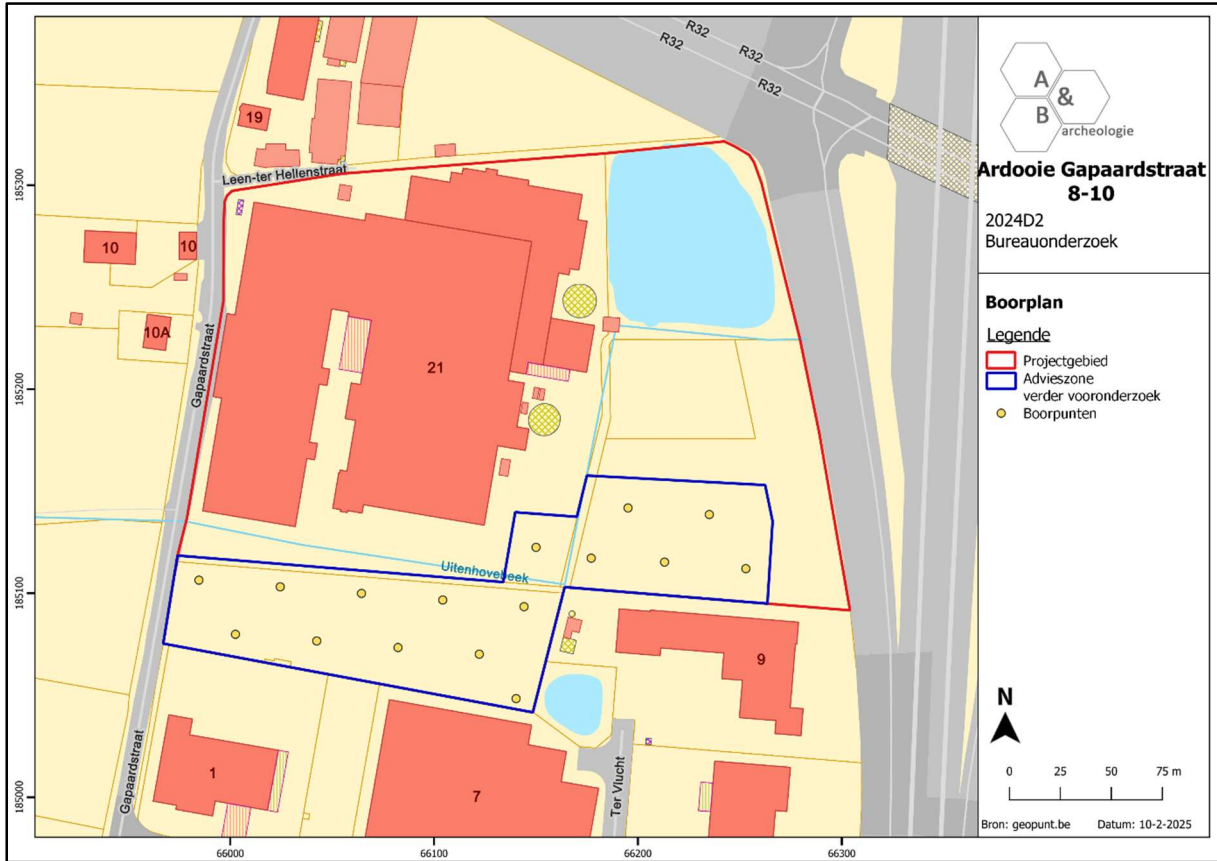 R32
R32
R32
R32
19
Leen-ter Hellenstraat
10
10
10A
Gapaardstraat
21
Uitenhovebeek
9
1
7
Gapaardstraat
Ter Vlucht
185300
185200
185100
185000
66000
66100
66200
66300
A
&
B
archeologie
Ardooie Gapaardstraat
8-10
2024D2
Bureauonderzoek
Boorplan
Legende
Projectgebied
Advieszone
verder vooronderzoek
Boorpunten
N
0 25 50 75 m
Bron: geopunt.be Datum: 10-2-2025